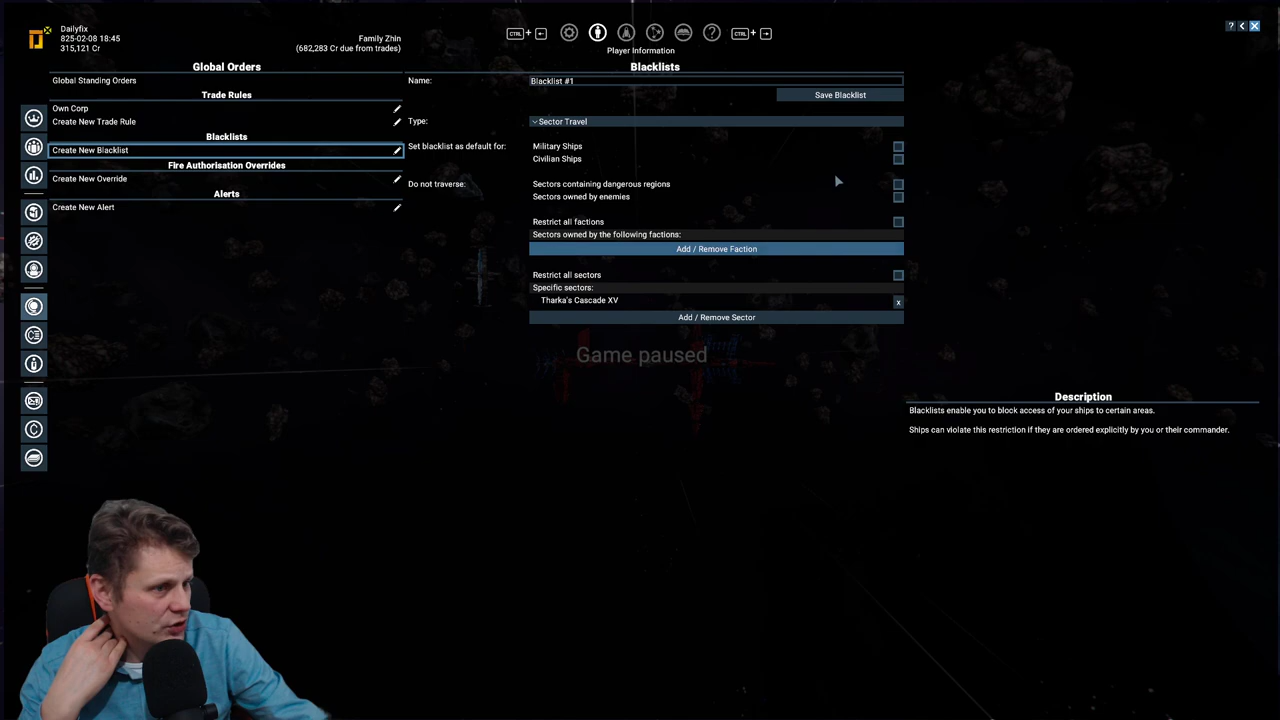 Dailyfix
825-02-08 18:45
315,121 Cr
Family Zhin
(682,283 Cr due from trades)
CTRL + ←
?
CTRL + →
Player Information
? < X
Global Orders
Global Standing Orders
Trade Rules
Own Corp
Create New Trade Rule
Blacklists
Create New Blacklist
Fire Authorisation Overrides
Create New Override
Alerts
Create New Alert
Blacklists
Name: Blacklist #1
Save Blacklist
Type: Sector Travel
Set blacklist as default for: Military Ships
Civilian Ships
Do not traverse: Sectors containing dangerous regions
Sectors owned by enemies
Restrict all factions
Sectors owned by the following factions:
Add / Remove Faction
Restrict all sectors
Specific sectors:
Tharka's Cascade XV x
Add / Remove Sector
Game paused
Description
Blacklists enable you to block access of your ships to certain areas.
Ships can violate this restriction if they are ordered explicitly by you or their commander.